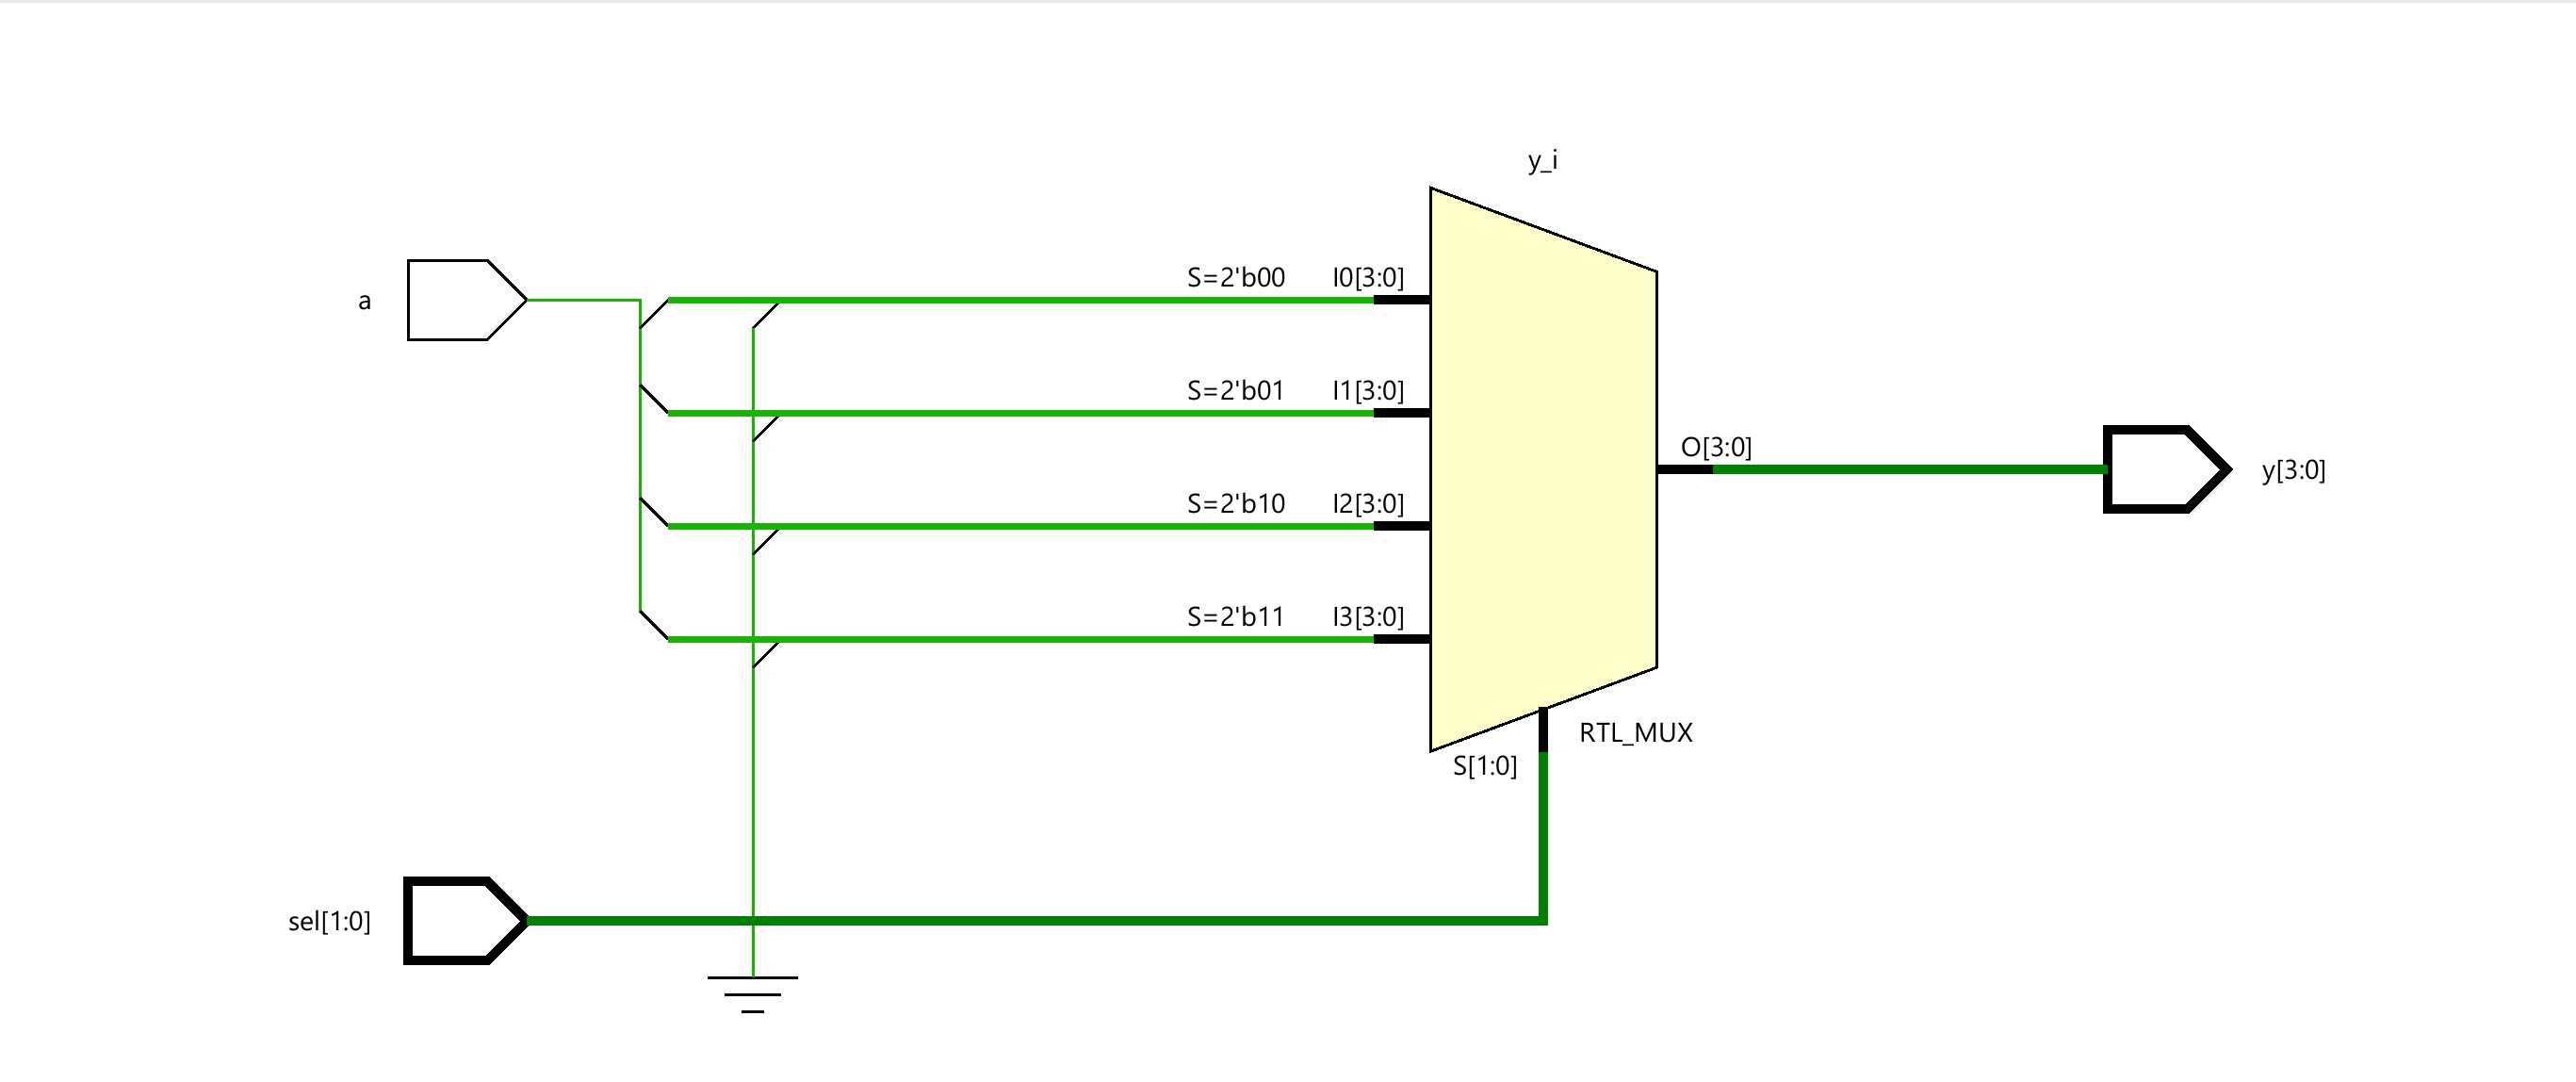 y_i
a
S=2'b00 I0[3:0]
S=2'b01 I1[3:0]
S=2'b10 I2[3:0]
S=2'b11 I3[3:0]
O[3:0]
y[3:0]
RTL_MUX
S[1:0]
sel[1:0]